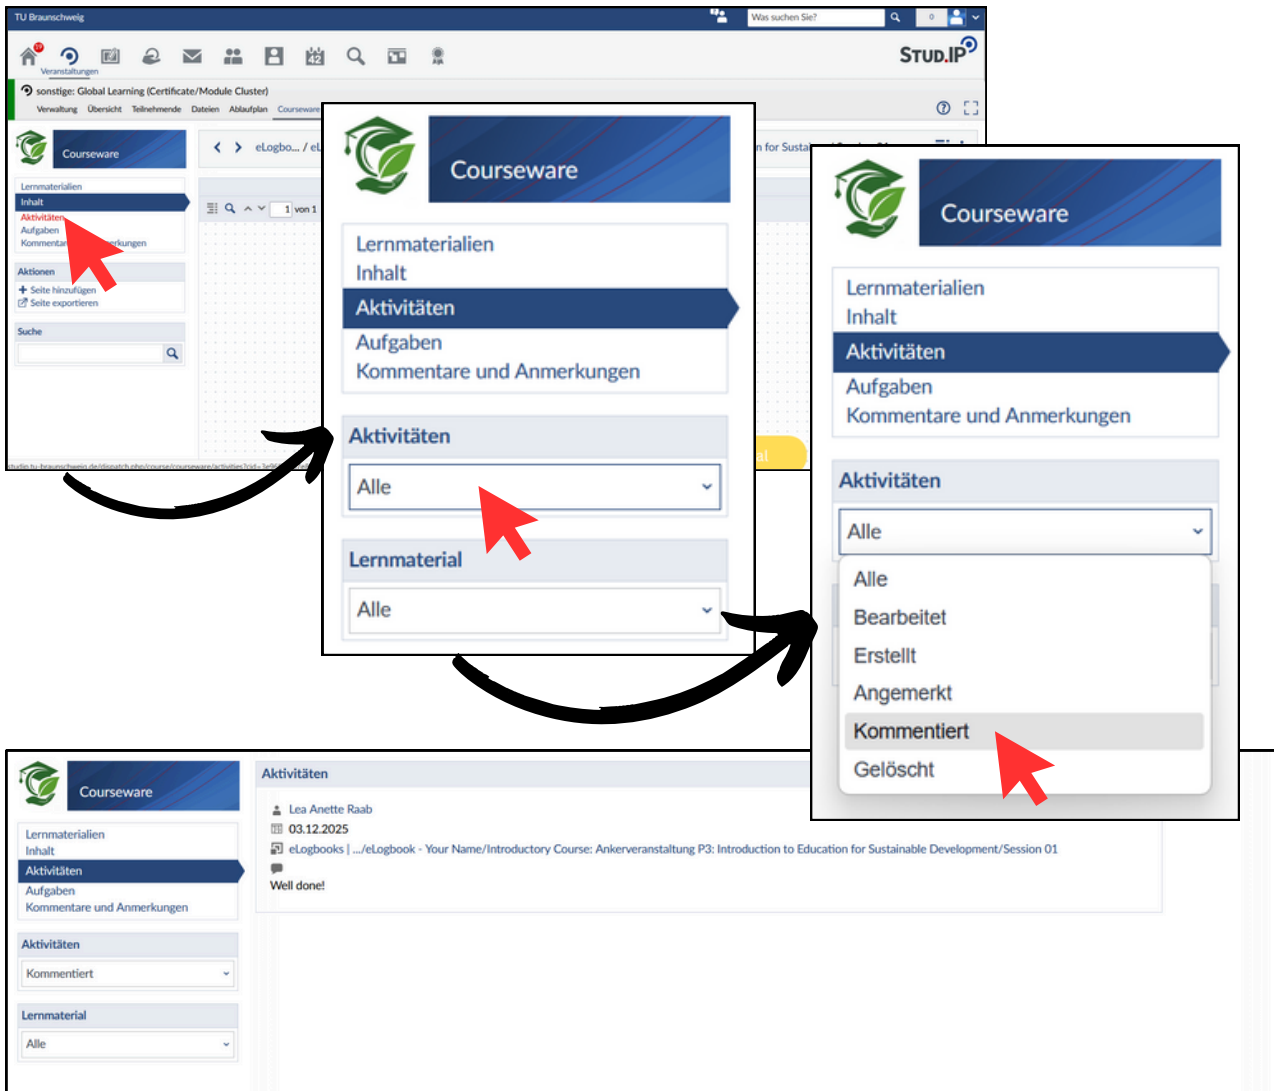 TU Braunschweig
Was suchen Sie?
0
Veranstaltungen
42
STUD.IP
sonstige: Global Learning (Certificate/Module Cluster)
Verwaltung Übersicht Teilnehmende Dateien Ablaufplan Courseware
Courseware
eLogbo... / eL
n for Susta
Lernmaterialien
Inhalt
Aktivitäten
Aufgaben
1 von 1
Aktionen
Seite hinzufügen
Seite exportieren
Suche
al
Courseware
Lernmaterialien
Inhalt
Aktivitäten
Aufgaben
Kommentare und Anmerkungen
Aktivitäten
Alle
Lernmaterial
Alle
Courseware
Lernmaterialien
Inhalt
Aktivitäten
Aufgaben
Kommentare und Anmerkungen
Aktivitäten
Alle
Alle
Bearbeitet
Erstellt
Angemerkt
Kommentiert
Gelöscht
Courseware
Lernmaterialien
Inhalt
Aktivitäten
Aufgaben
Kommentare und Anmerkungen
Aktivitäten
Kommentiert
Lernmaterial
Alle
Aktivitäten
Lea Anette Raab
03.12.2025
eLogbooks | .../eLogbook - Your Name/Introductory Course: Ankerveranstaltung P3: Introduction to Education for Sustainable Development/Session 01
Well done!